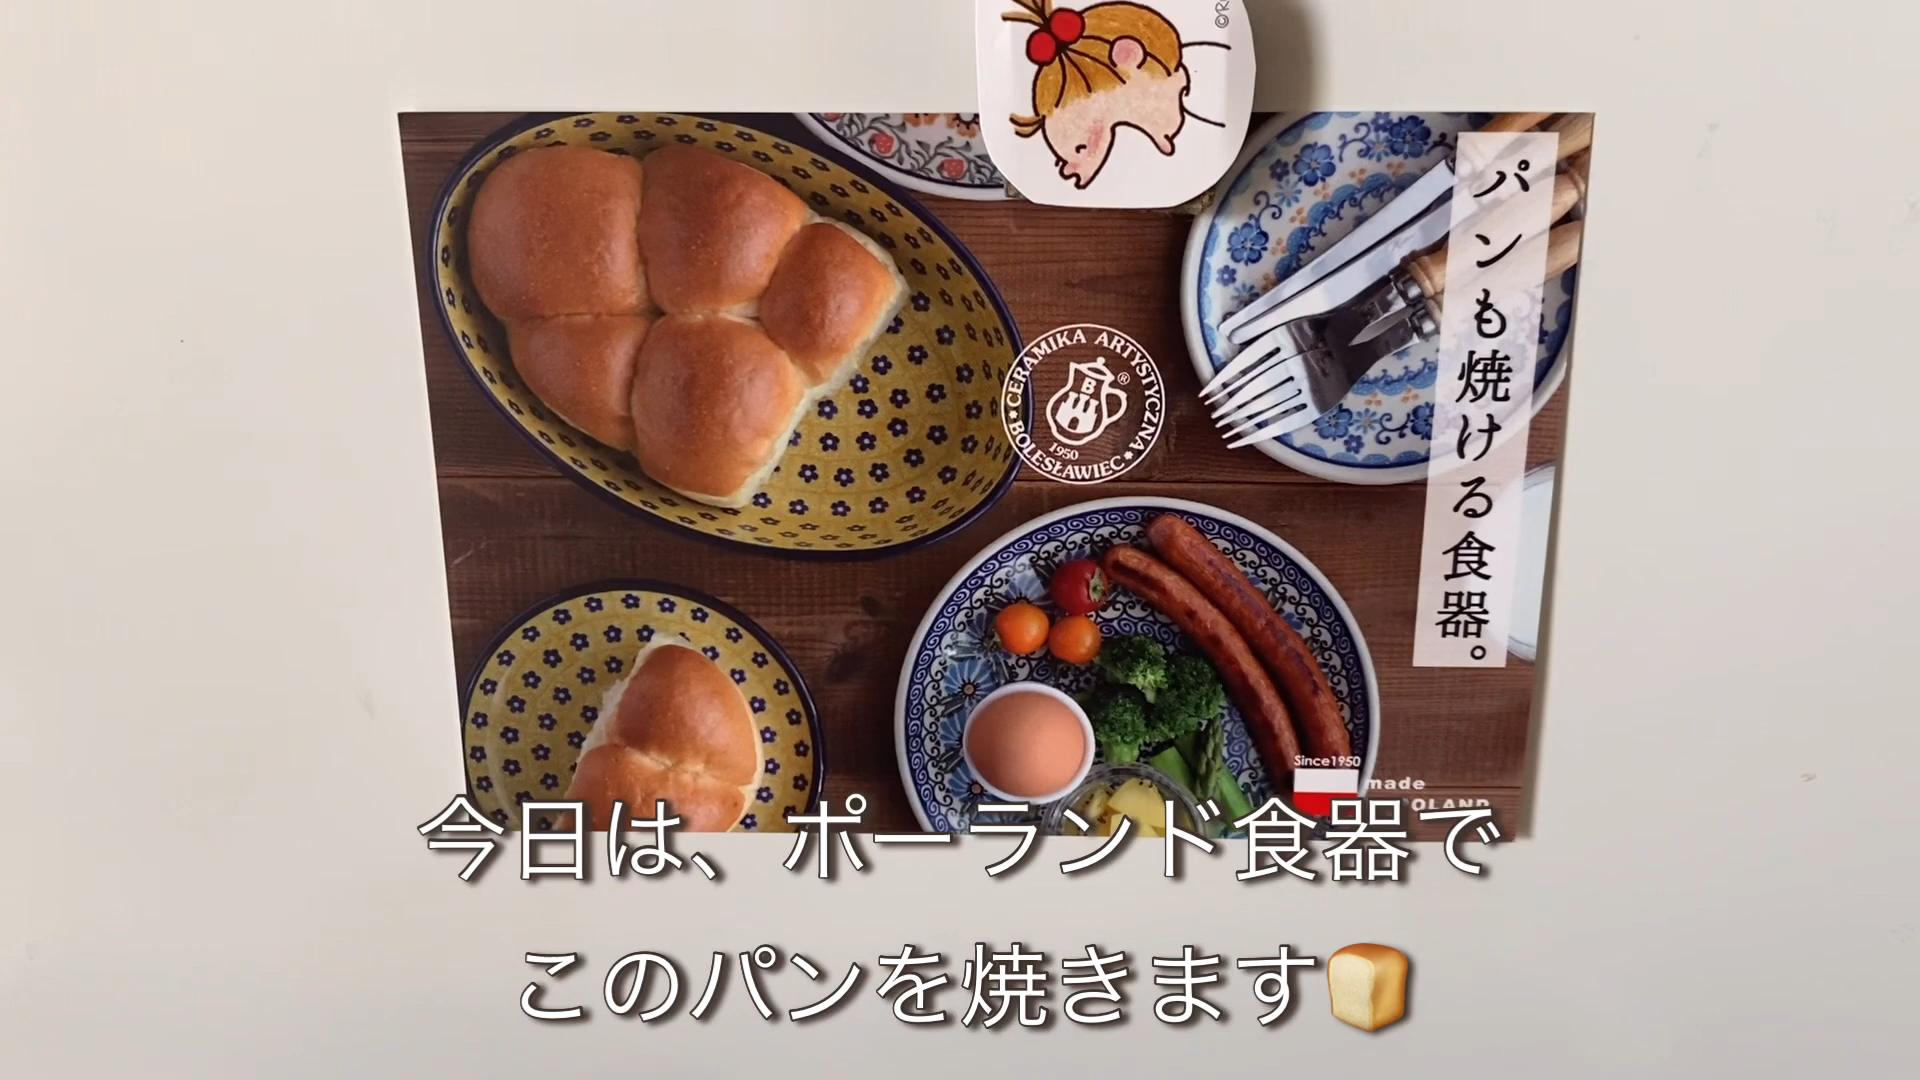 パンも焼ける食器。
CERAMIKA ARTYSTYCZNA
BOLESŁAWIEC
B
®
1950
Since1950
made
POLAND
今日は、ポーランド食器で
このパンを焼きます🍞